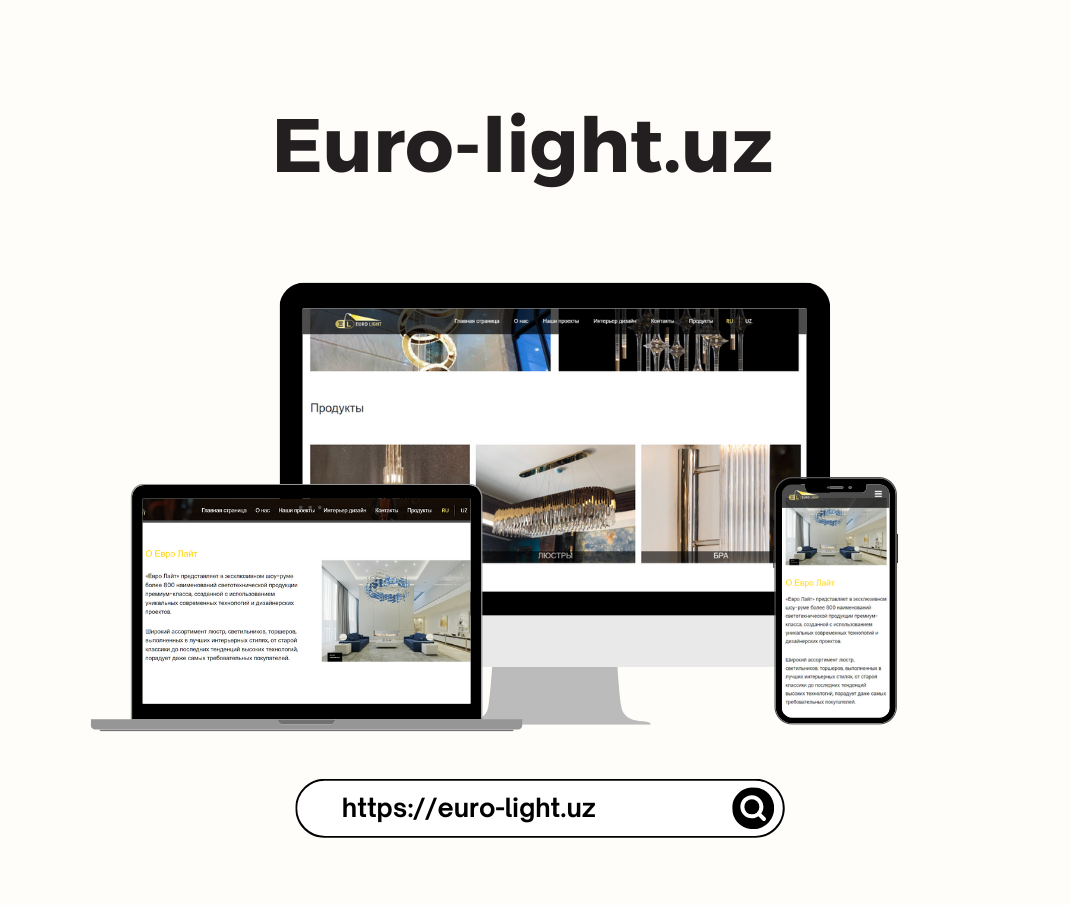 Euro-light.uz
EURO LIGHT
Главная страница О нас Наши проекты Интерьер дизайн Контакты Продукты RU UZ
Продукты
ЛЮСТРЫ
БРА
Главная страница О нас Наши проекты Интерьер дизайн Контакты Продукты RU UZ
О Евро Лайт
«Евро Лайт» представляет в эксклюзивном шоу-руме
более 800 наименований светотехнической продукции
премиум-класса, созданной с использованием
уникальных современных технологий и дизайнерских
проектов.
Широкий ассортимент люстр, светильников, торшеров,
выполненных в лучших интерьерных стилях, от старой
классики до последних тенденций высоких технологий,
порадует даже самых требовательных покупателей.
EURO LIGHT
О Евро Лайт
«Евро Лайт» представляет в эксклюзивном
шоу-руме более 800 наименований
светотехнической продукции премиум-
класса, созданной с использованием
уникальных современных технологий и
дизайнерских проектов.
Широкий ассортимент люстр,
светильников, торшеров, выполненных в
лучших интерьерных стилях, от старой
классики до последних тенденций
высоких технологий, порадует даже самых
требовательных покупателей.
https://euro-light.uz